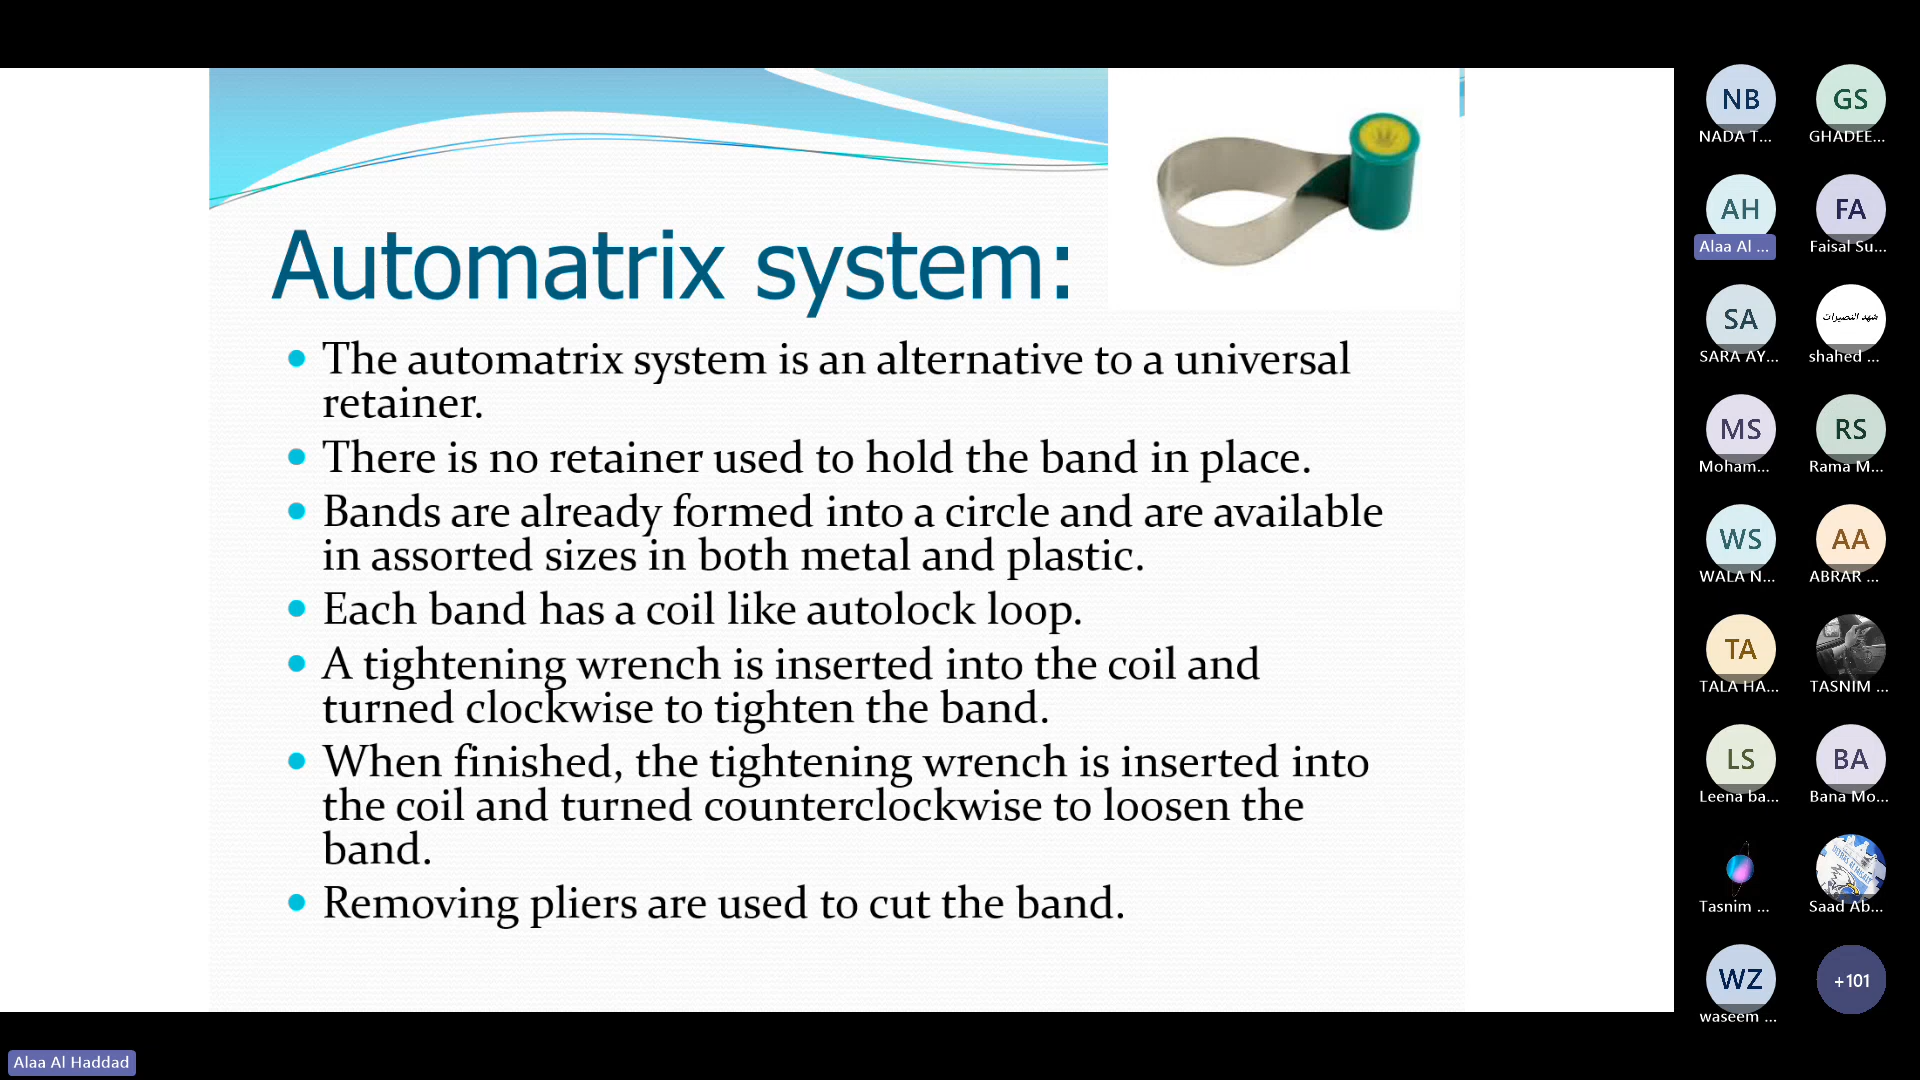 Automatrix system:
The automatrix system is an alternative to a universal
retainer.
There is no retainer used to hold the band in place.
Bands are already formed into a circle and are available
in assorted sizes in both metal and plastic.
Each band has a coil like autolock loop.
A tightening wrench is inserted into the coil and
turned clockwise to tighten the band.
When finished, the tightening wrench is inserted into
the coil and turned counterclockwise to loosen the
band.
Removing pliers are used to cut the band.
NB
NADA T...
GS
GHADEE...
AH
Alaa Al ...
FA
Faisal Su...
SA
SARA AY...
شهد النصيرات
shahed ...
MS
Moham...
RS
Rama M...
WS
WALA N...
AA
ABRAR ...
TA
TALA HA...
TASNIM ...
LS
Leena ba...
BA
Bana Mo...
Tasnim ...
Saad Ab...
WZ
waseem ...
+101
Alaa Al Haddad